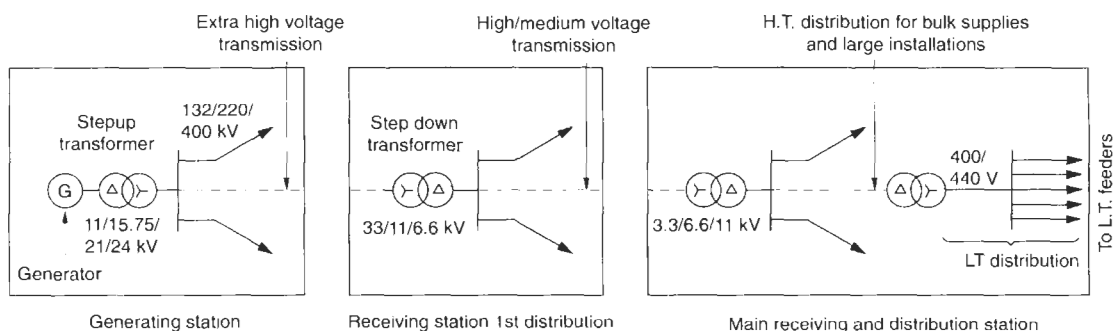 Extra high voltage
transmission
High/medium voltage
transmission
H.T. distribution for bulk supplies
and large installations
132/220/
400 kV
Stepup
transformer
G
Δ
11/15.75/
21/24 kV
Generator
Generating station
Step down
transformer
Δ
33/11/6.6 kV
Receiving station 1st distribution
Δ
3.3/6.6/11 kV
Δ
400/
440 V
LT distribution
To L.T. feeders
Main receiving and distribution station